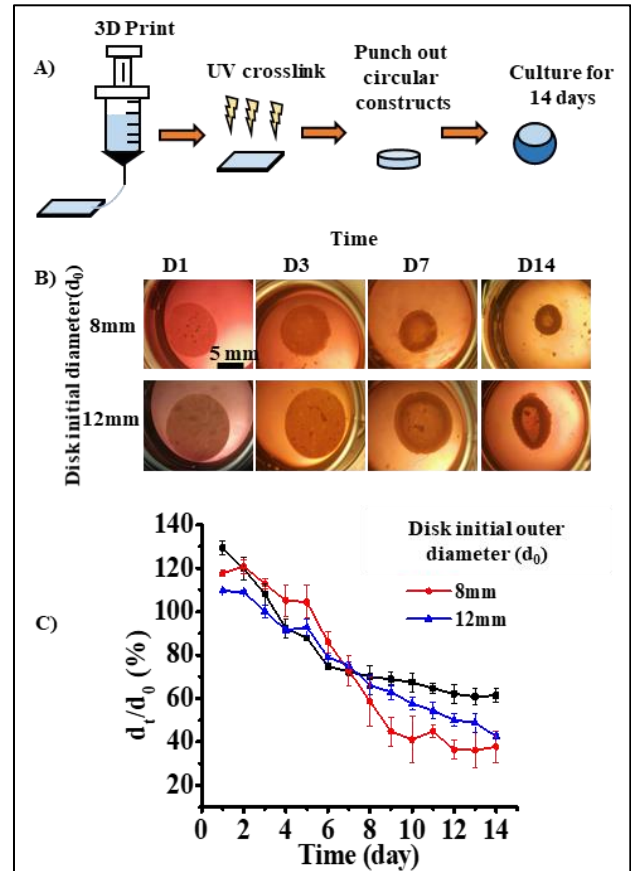 3D Print
A)
UV crosslink
Punch out
circular
constructs
Culture for
14 days
Time
D1 D3 D7 D14
B)
Disk initial diameter(d₀)
8mm
5 mm
12mm
C)
Disk initial outer
diameter (d₀)
8mm
12mm
dₜ/d₀ (%)
140
120
100
80
60
40
20
0 2 4 6 8 10 12 14
Time (day)